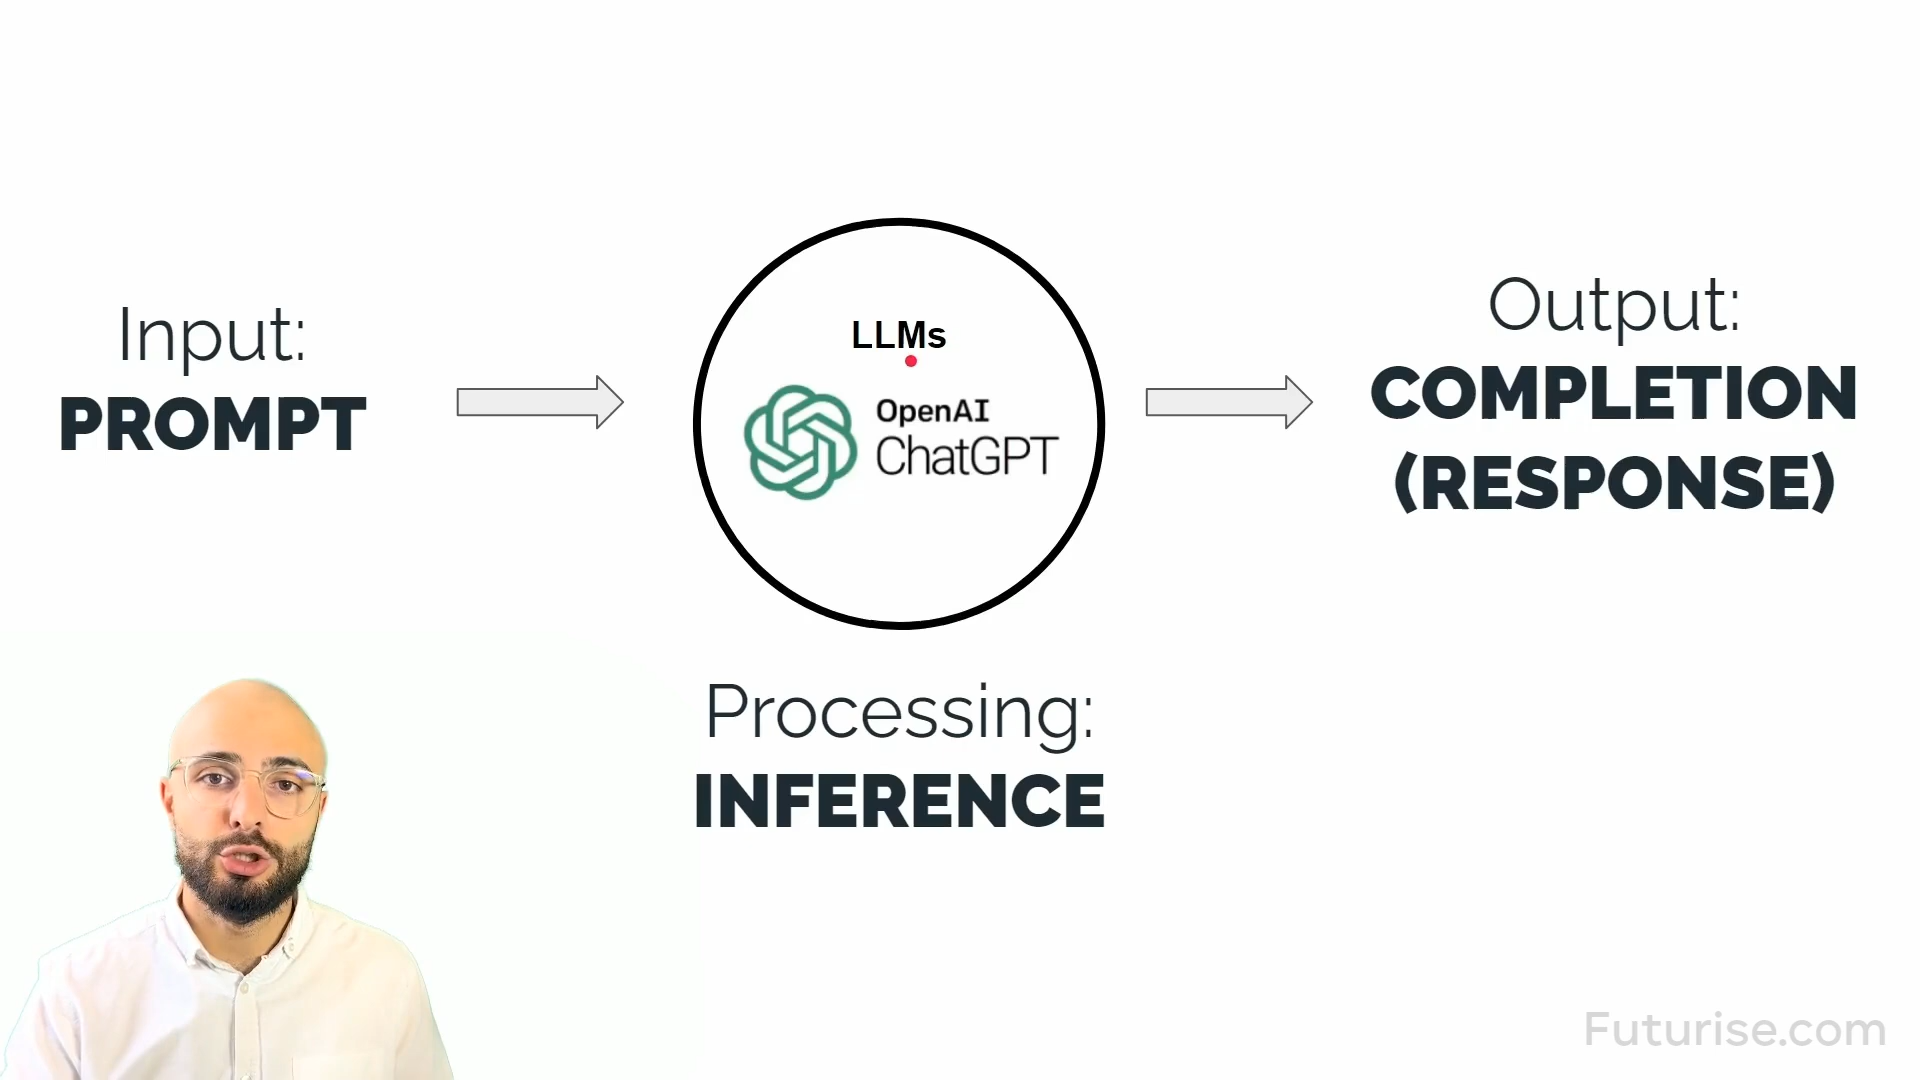 Input:
PROMPT
LLMs
OpenAI
ChatGPT
Processing:
INFERENCE
Output:
COMPLETION
(RESPONSE)
Futurise.com